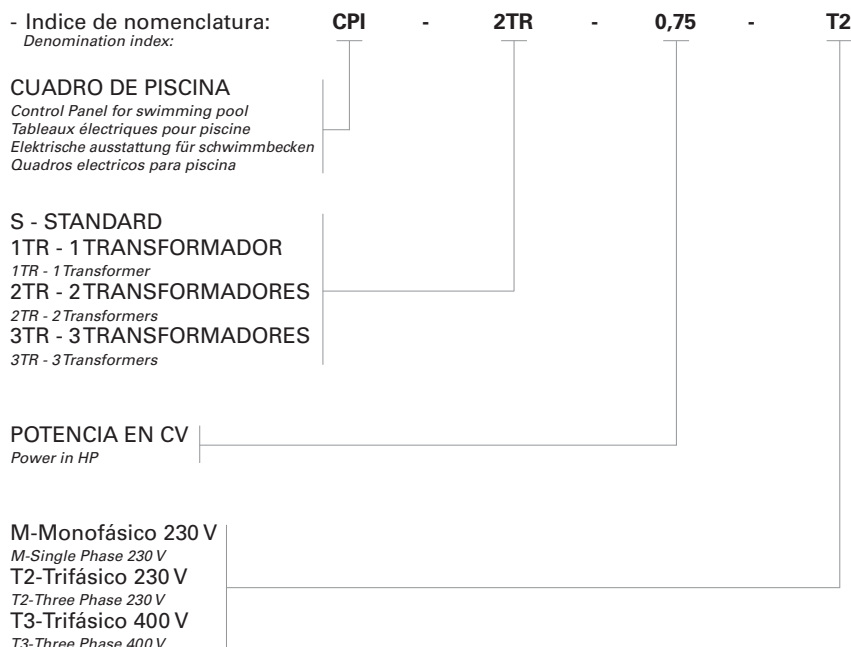 - Indice de nomenclatura: CPI - 2TR - 0,75 - T2
Denomination index:
CUADRO DE PISCINA
Control Panel for swimming pool
Tableaux électriques pour piscine
Elektrische ausstattung für schwimmbecken
Quadros electricos para piscina
S - STANDARD
1TR - 1 TRANSFORMADOR
1TR - 1 Transformer
2TR - 2 TRANSFORMADORES
2TR - 2 Transformers
3TR - 3 TRANSFORMADORES
3TR - 3 Transformers
POTENCIA EN CV
Power in HP
M-Monofásico 230 V
M-Single Phase 230 V
T2-Trifásico 230 V
T2-Three Phase 230 V
T3-Trifásico 400 V
T3-Three Phase 400 V